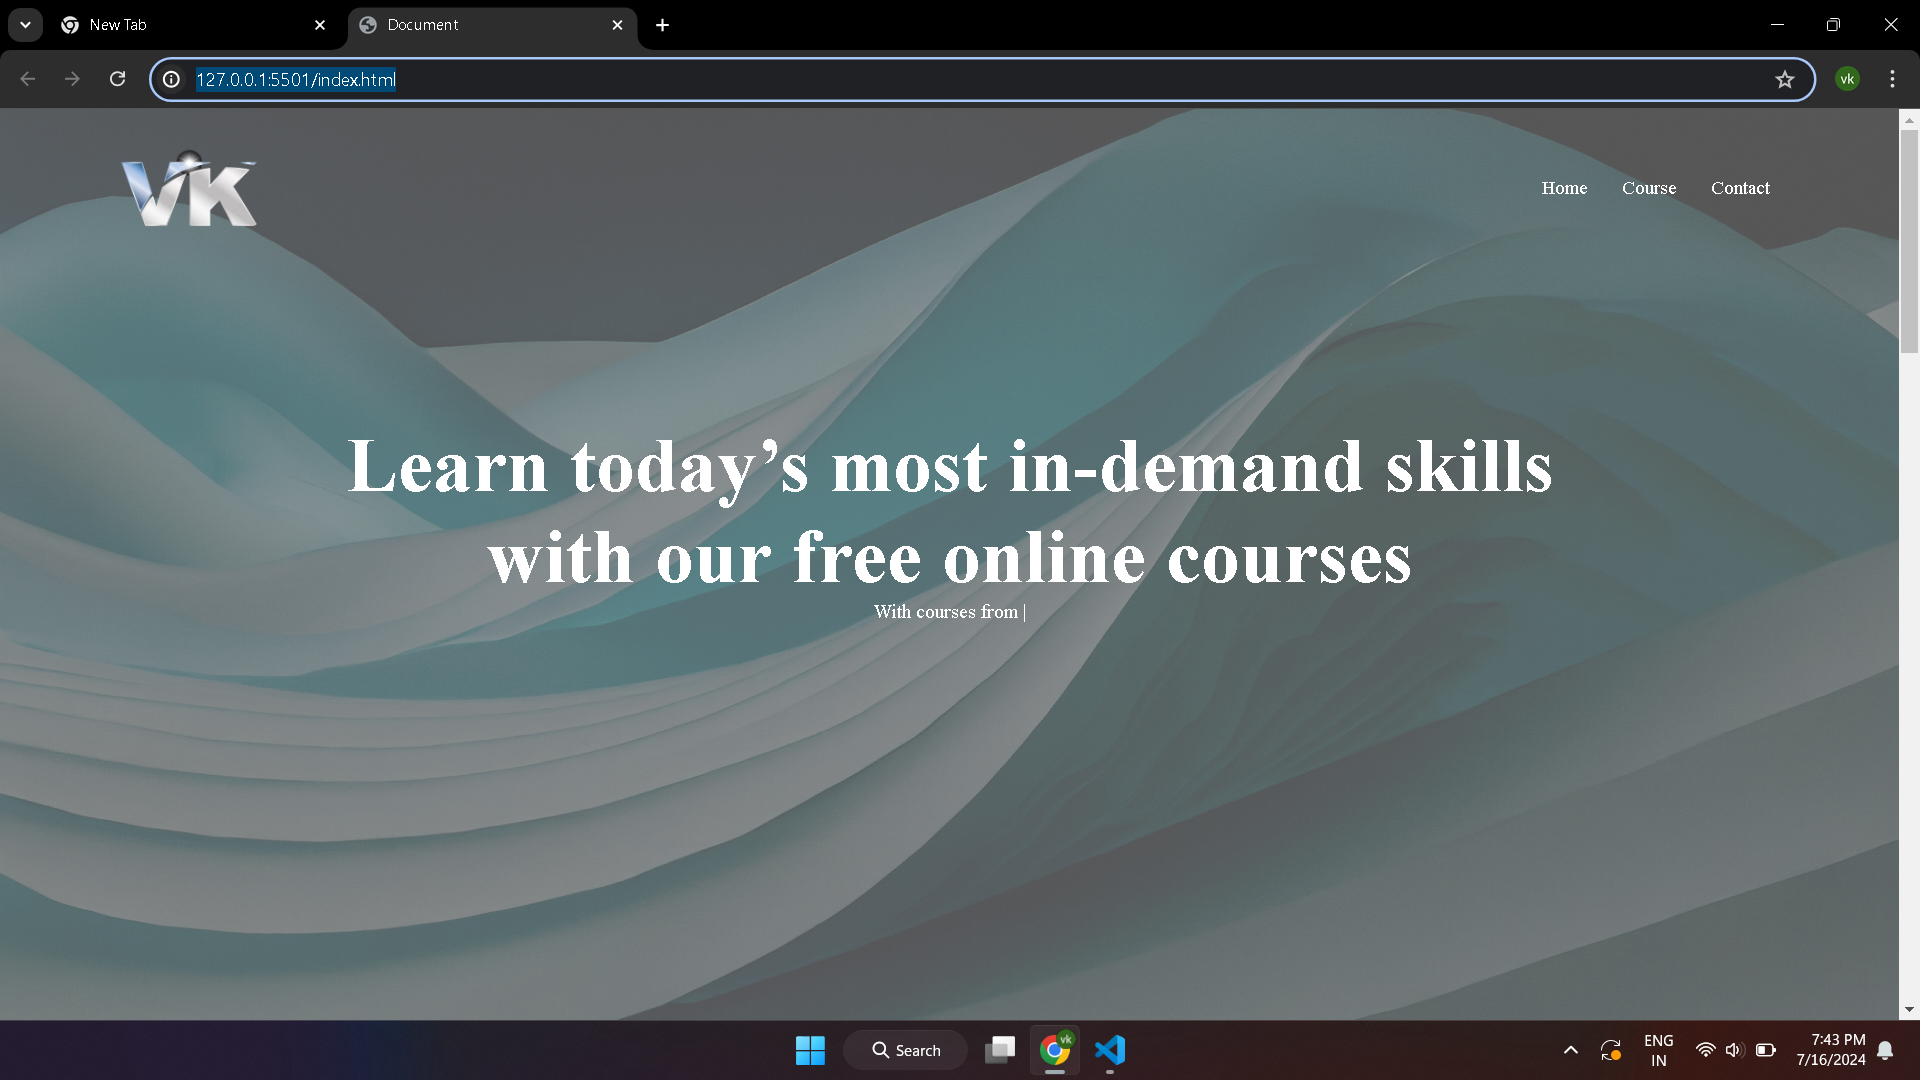 New Tab
Document
127.0.0.1:5501/index.html
vk
VK
Home
Course
Contact
Learn today’s most in-demand skills
with our free online courses
With courses from |
Search
vk
ENG
IN
7:43 PM
7/16/2024